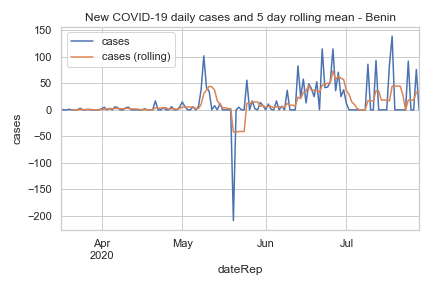 New COVID-19 daily cases and 5 day rolling mean - Benin
cases
cases (rolling)
150
100
50
0
−50
−100
−150
−200
cases
Apr
2020
May
Jun
Jul
dateRep